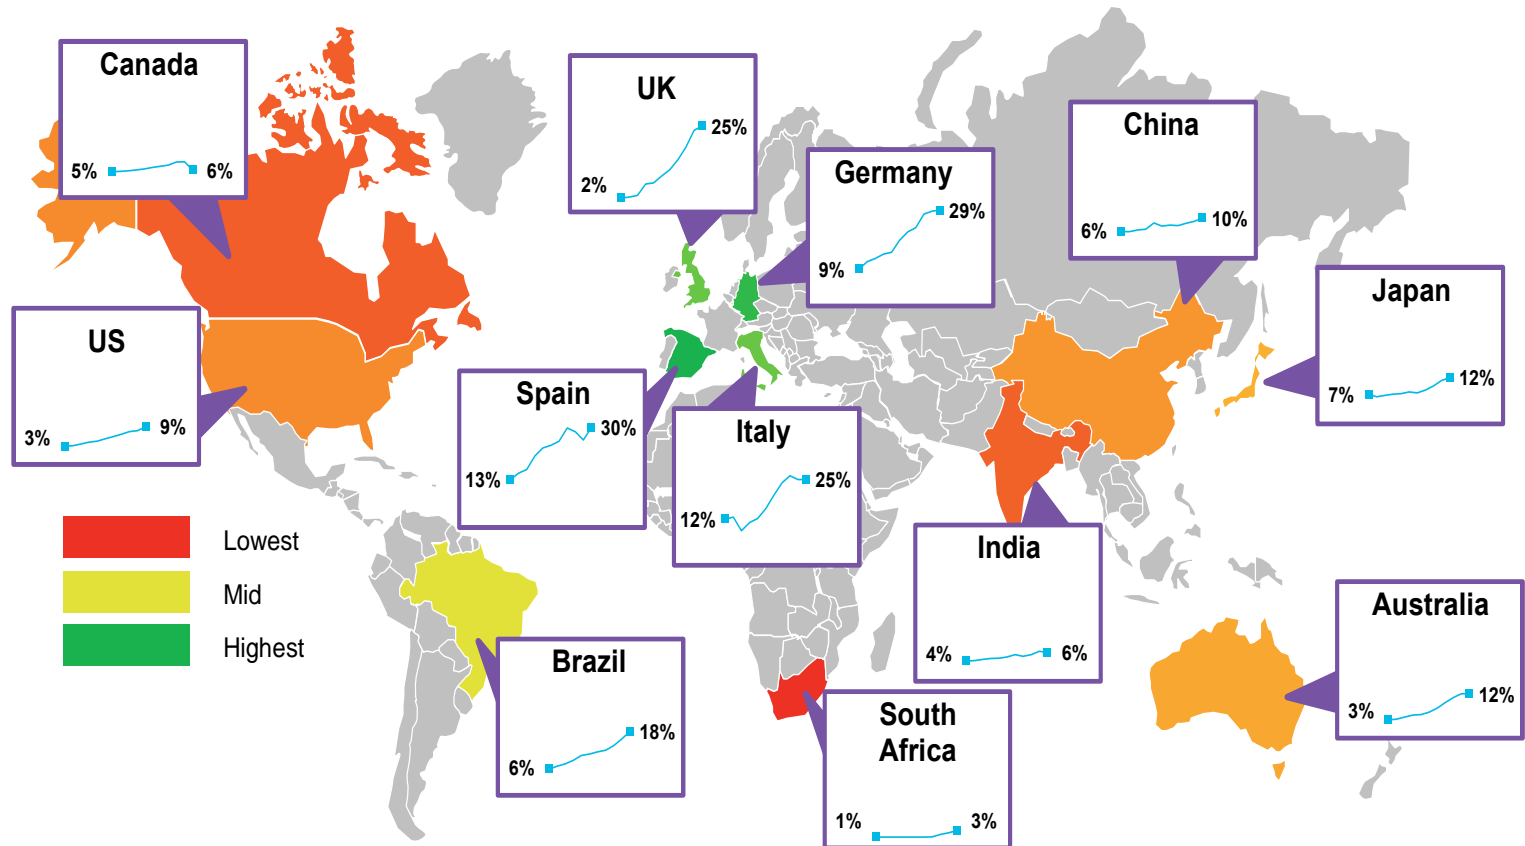 Canada
5%
6%
UK
2%
25%
Germany
9%
29%
China
6%
10%
Japan
7%
12%
US
3%
9%
Spain
13%
30%
Italy
12%
25%
India
4%
6%
Lowest
Mid
Highest
Brazil
6%
18%
South
Africa
1%
3%
Australia
3%
12%